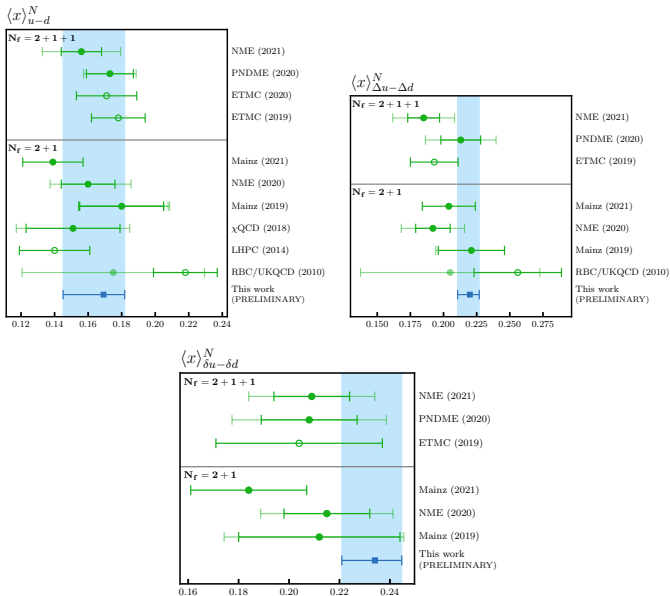 ⟨x⟩ᴺu−d
N_f = 2 + 1 + 1
NME (2021)
PNDME (2020)
ETMC (2020)
ETMC (2019)
N_f = 2 + 1
Mainz (2021)
NME (2020)
Mainz (2019)
χQCD (2018)
LHPC (2014)
RBC/UKQCD (2010)
This work
(PRELIMINARY)
0.12 0.14 0.16 0.18 0.20 0.22 0.24
⟨x⟩ᴺΔu−Δd
N_f = 2 + 1 + 1
NME (2021)
PNDME (2020)
ETMC (2019)
N_f = 2 + 1
Mainz (2021)
NME (2020)
Mainz (2019)
RBC/UKQCD (2010)
This work
(PRELIMINARY)
0.150 0.175 0.200 0.225 0.250 0.275
⟨x⟩ᴺδu−δd
N_f = 2 + 1 + 1
NME (2021)
PNDME (2020)
ETMC (2019)
N_f = 2 + 1
Mainz (2021)
NME (2020)
Mainz (2019)
This work
(PRELIMINARY)
0.16 0.18 0.20 0.22 0.24